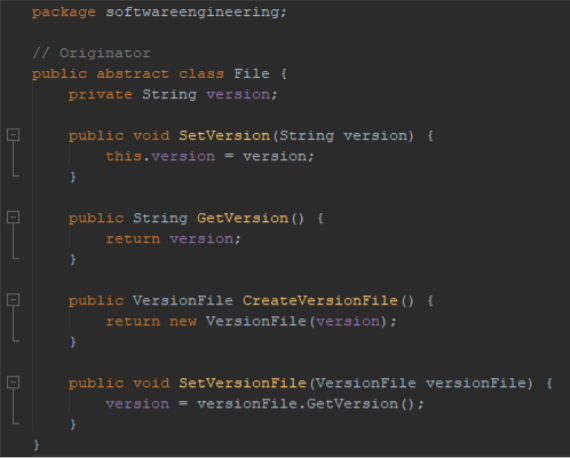 package softwareengineering;
// Originator
public abstract class File {
private String version;
public void SetVersion(String version) {
this.version = version;
}
public String GetVersion() {
return version;
}
public VersionFile CreateVersionFile() {
return new VersionFile(version);
}
public void SetVersionFile(VersionFile versionFile) {
version = versionFile.GetVersion();
}
}